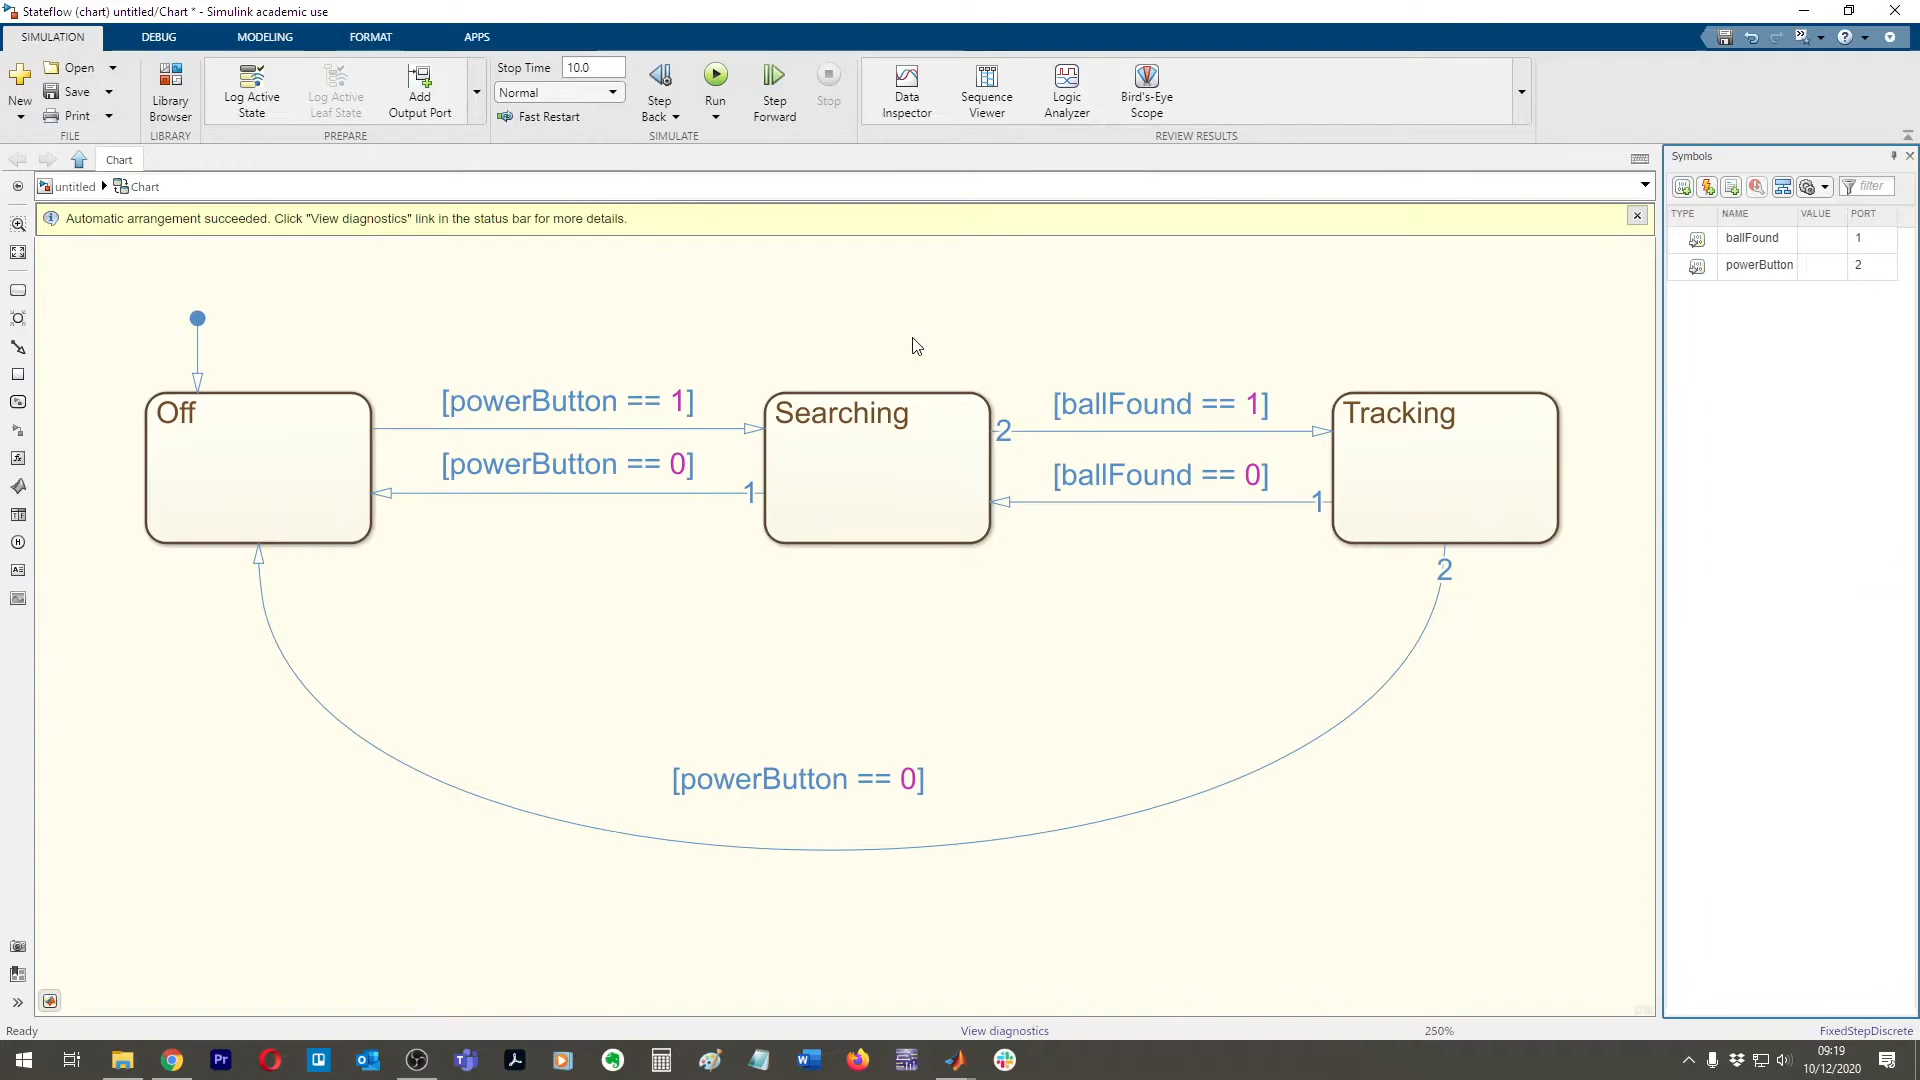 Stateflow (chart) untitled/Chart * - Simulink academic use
SIMULATION DEBUG MODELING FORMAT APPS
New
Open
Save
Print
FILE
Library Browser
LIBRARY
Log Active State
Log Active Leaf State
Add Output Port
PREPARE
Stop Time 10.0
Normal
Fast Restart
Step Back
Run
Step Forward
Stop
SIMULATE
Data Inspector
Sequence Viewer
Logic Analyzer
Bird's-Eye Scope
REVIEW RESULTS
Chart
untitled Chart
Automatic arrangement succeeded. Click "View diagnostics" link in the status bar for more details.
Off
[powerButton == 1]
[powerButton == 0]
1
Searching
2
[ballFound == 1]
[ballFound == 0]
1
Tracking
2
[powerButton == 0]
Symbols
filter
TYPE NAME VALUE PORT
ballFound 1
powerButton 2
Ready
View diagnostics
250%
FixedStepDiscrete
09:19
10/12/2020